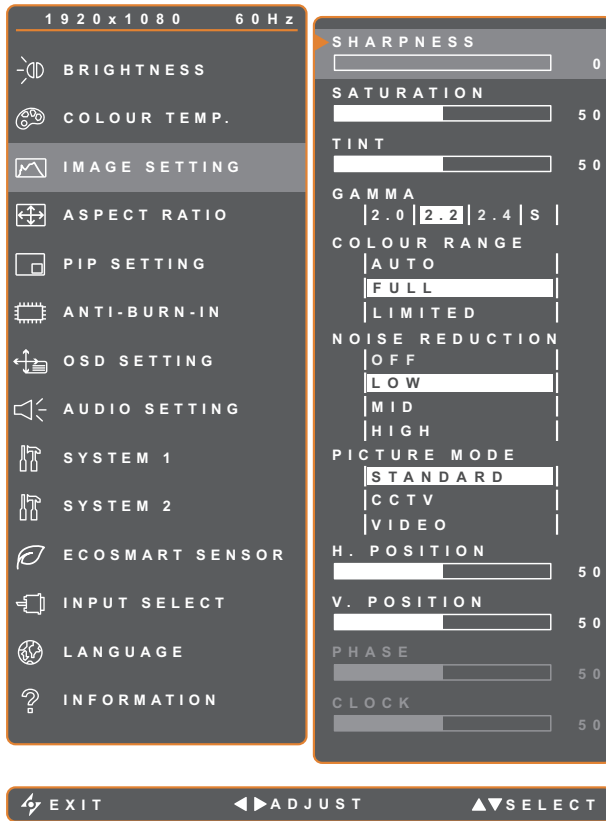 1920x1080 60Hz
BRIGHTNESS
COLOUR TEMP.
IMAGE SETTING
ASPECT RATIO
PIP SETTING
ANTI-BURN-IN
OSD SETTING
AUDIO SETTING
SYSTEM 1
SYSTEM 2
ECOSMART SENSOR
INPUT SELECT
LANGUAGE
INFORMATION
SHARPNESS
0
SATURATION
50
TINT
50
GAMMA
2.0 2.2 2.4 S
COLOUR RANGE
AUTO
FULL
LIMITED
NOISE REDUCTION
OFF
LOW
MID
HIGH
PICTURE MODE
STANDARD
CCTV
VIDEO
H. POSITION
50
V. POSITION
50
PHASE
50
CLOCK
50
EXIT ADJUST SELECT